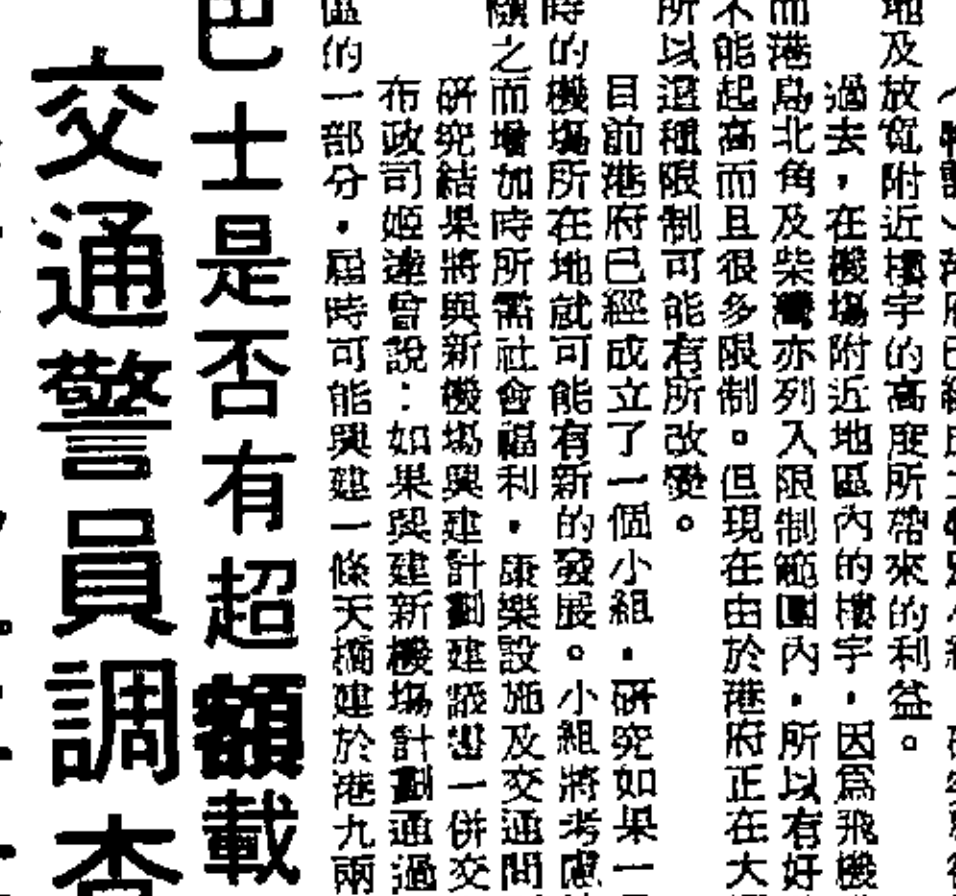 地及放寬附近樓宇的高度所帶來的利益。
過去，在機場附近地區內的樓宇，因為飛機
而港島北角及柴灣亦列入限制範圍內，所以有好
不能起高而且很多限制。但現在由於港府正在大
所以這種限制可能有所改變。
目前港府已經成立了一個小組，研究如果一
時的機場所在地就可能有新的發展。小組將考慮
之而增加時所需社會福利，康樂設施及交通問
研究結果將與新機場興建計劃建議書一併交
布政司姬達曾說：如果興建新機場計劃通過
區的一部分，屆時可能興建一條天橋建於港九兩
巴士是否有超額載
交通警員調查